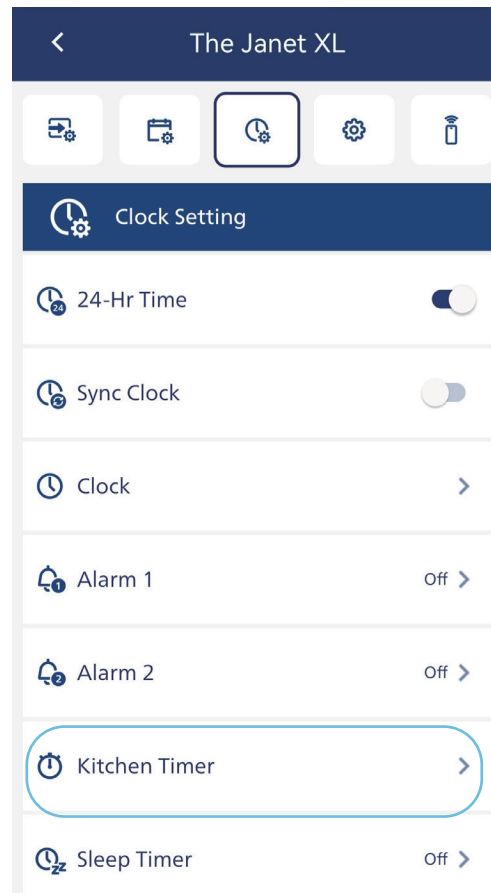 The Janet XL
Clock Setting
24-Hr Time
Sync Clock
Clock
Alarm 1 Off
Alarm 2 Off
Kitchen Timer
Sleep Timer Off